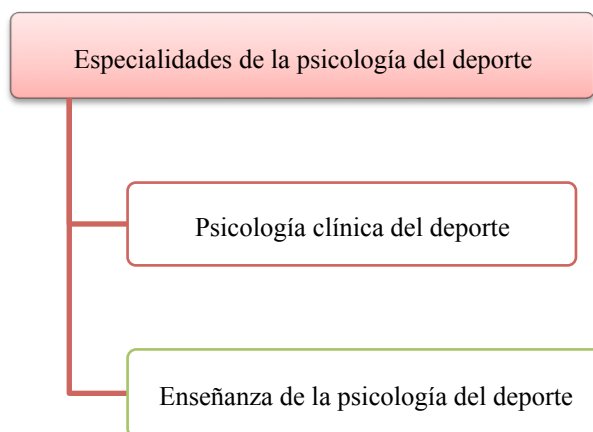 Especialidades de la psicología del deporte
Psicología clínica del deporte
Enseñanza de la psicología del deporte